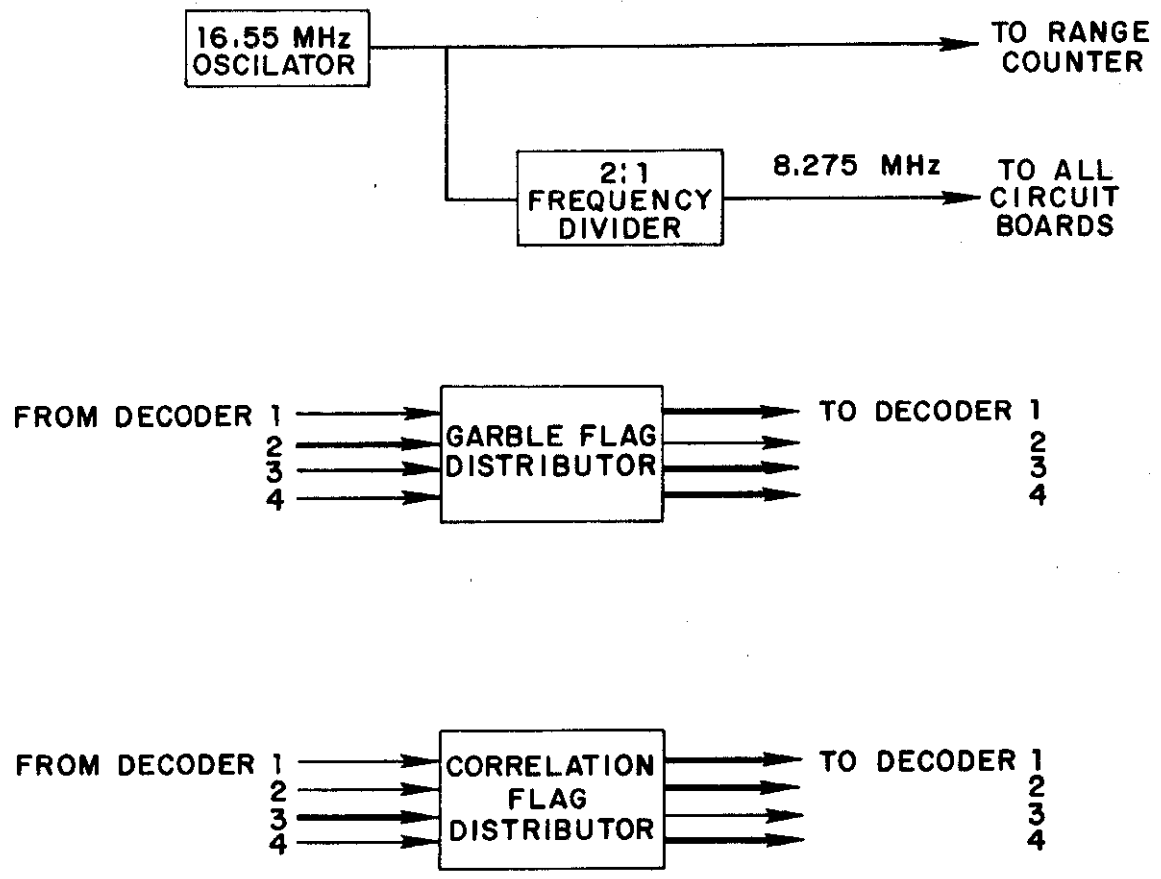 16.55 MHz
OSCILATOR
TO RANGE
COUNTER
2:1
FREQUENCY
DIVIDER
8.275 MHz
TO ALL
CIRCUIT
BOARDS
FROM DECODER 1
2
3
4
GARBLE FLAG
DISTRIBUTOR
TO DECODER 1
2
3
4
FROM DECODER 1
2
3
4
CORRELATION
FLAG
DISTRIBUTOR
TO DECODER 1
2
3
4